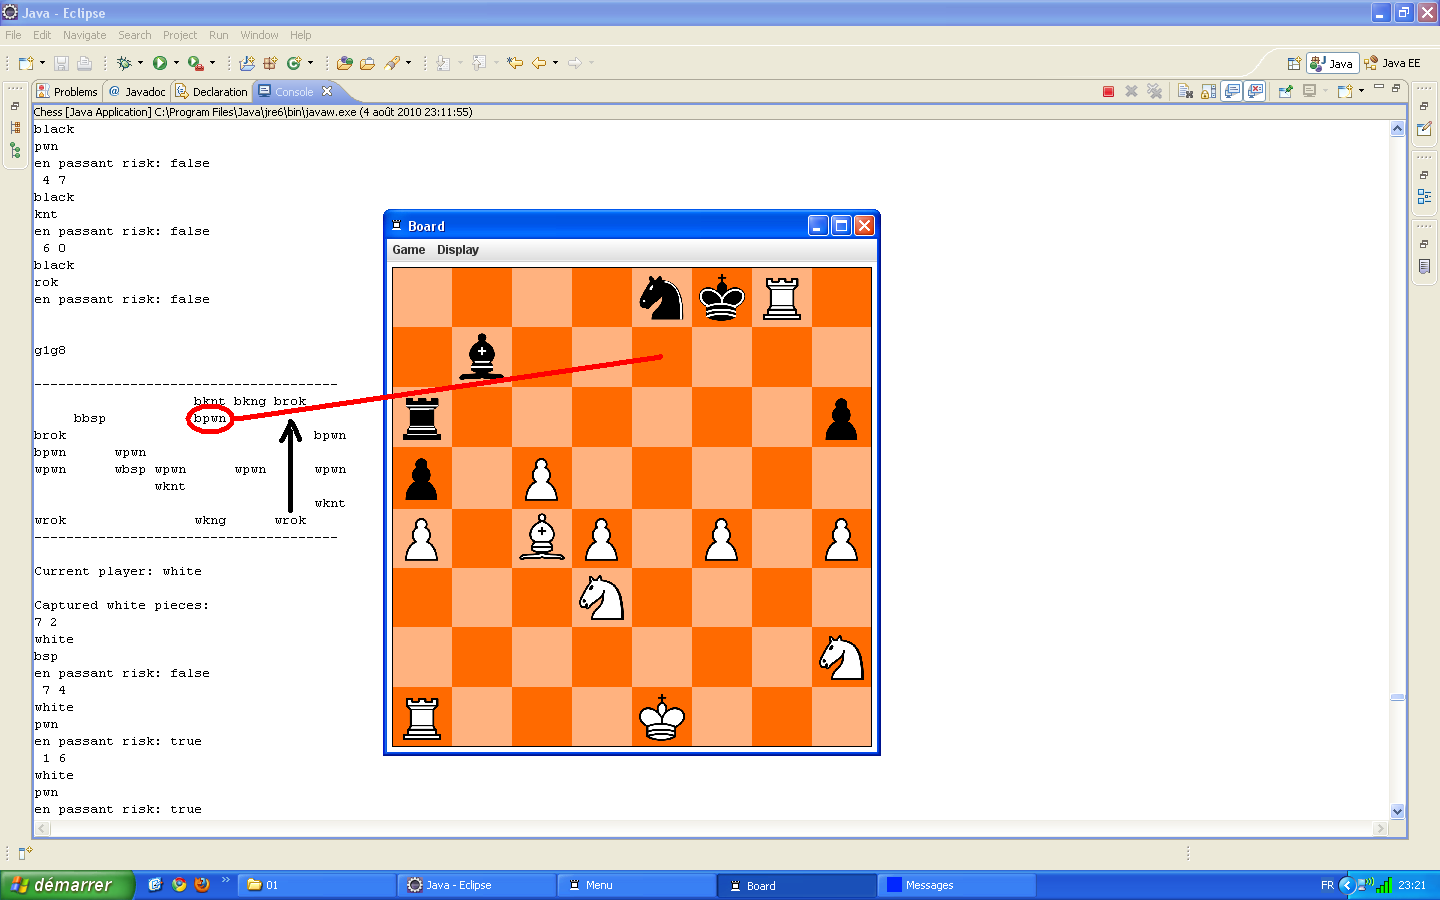 Java - Eclipse
File Edit Navigate Search Project Run Window Help
Java Java EE
Problems @ Javadoc Declaration Console
Chess [Java Application] C:\Program Files\Java\jre6\bin\javaw.exe (4 août 2010 23:11:55)
black
pwn
en passant risk: false
4 7
black
knt
en passant risk: false
6 0
black
rok
en passant risk: false
g1g8
--------------------------------------
bknt bkng brok
bbsp bpwn
brok bpwn
bpwn wpwn
wpwn wbsp wpwn wpwn wpwn
wknt
wknt
wrok wkng wrok
--------------------------------------
Current player: white
Captured white pieces:
7 2
white
bsp
en passant risk: false
7 4
white
pwn
en passant risk: true
1 6
white
pwn
en passant risk: true
Board
Game Display
démarrer
01
Java - Eclipse
Menu
Board
Messages
FR
23:21